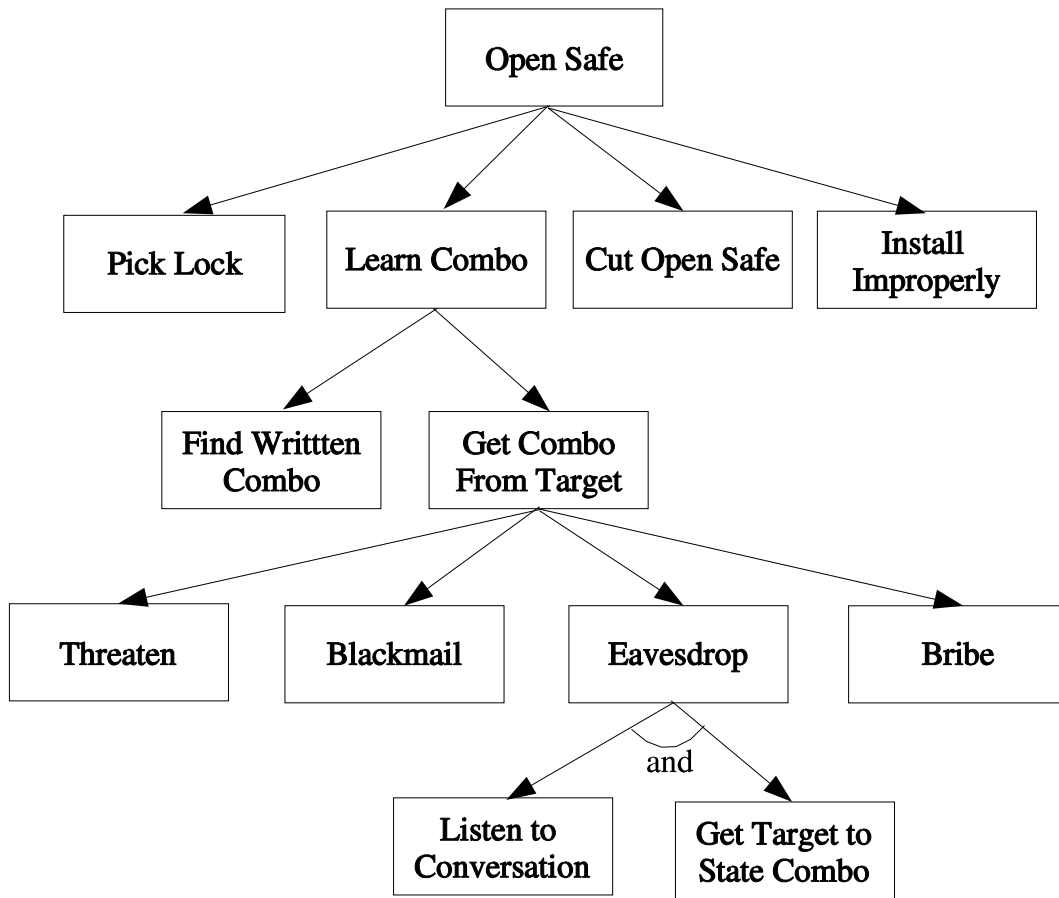 Open Safe
Pick Lock
Learn Combo
Cut Open Safe
Install
Improperly
Find Writtten
Combo
Get Combo
From Target
Threaten
Blackmail
Eavesdrop
Bribe
and
Listen to
Conversation
Get Target to
State Combo